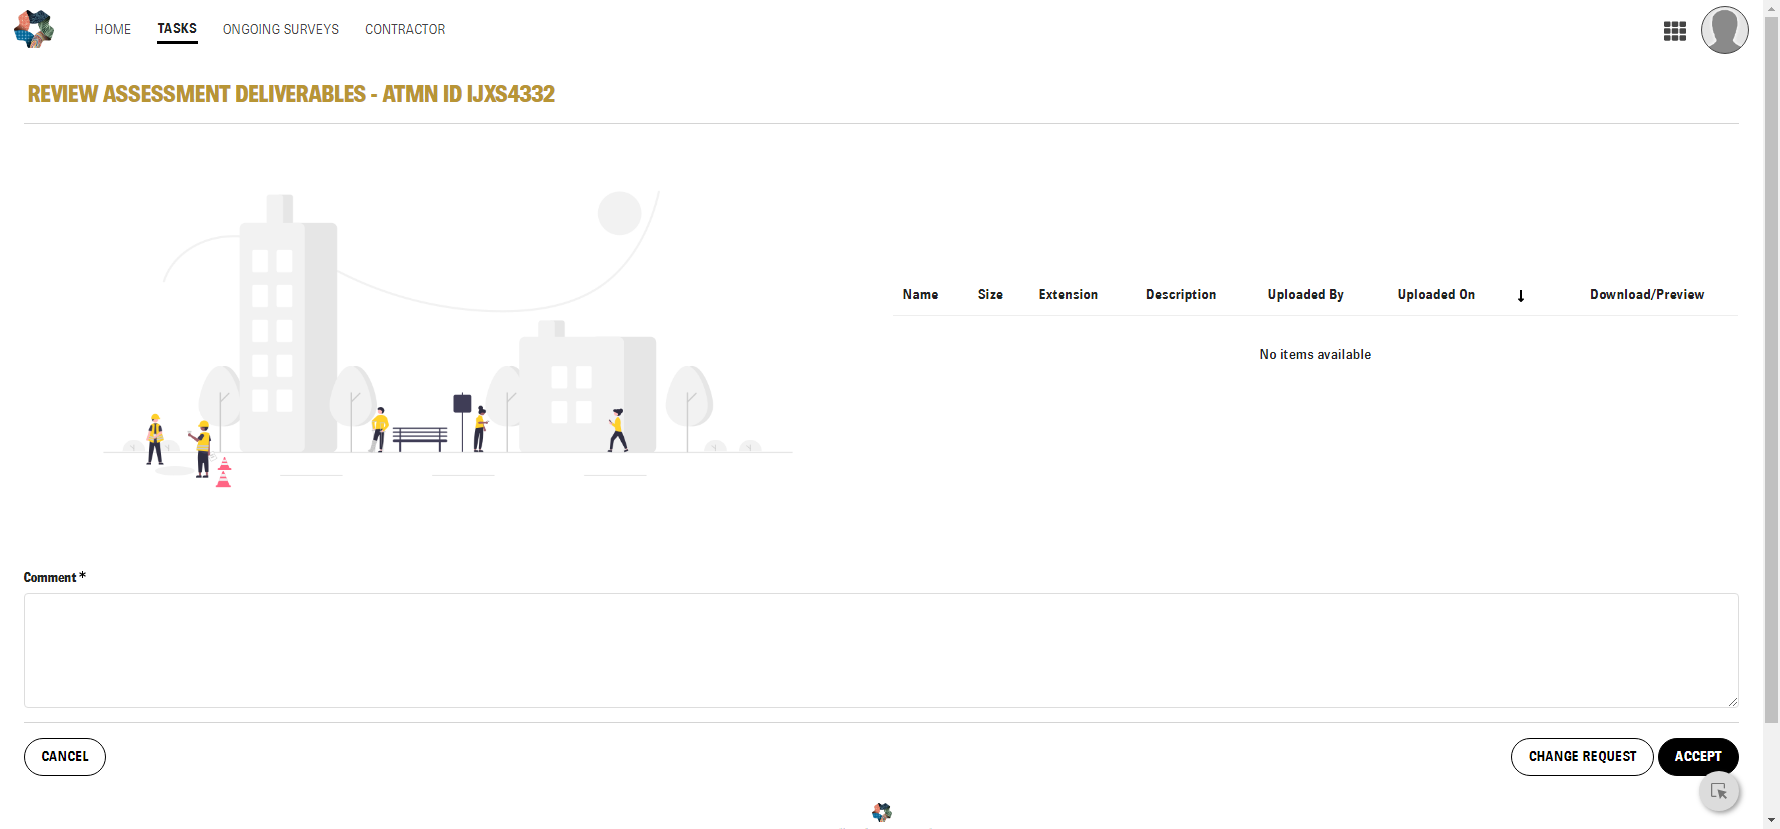 HOME TASKS ONGOING SURVEYS CONTRACTOR
REVIEW ASSESSMENT DELIVERABLES - ATMN ID IJXS4332
Name Size Extension Description Uploaded By Uploaded On ↓ Download/Preview
No items available
Comment *
CANCEL CHANGE REQUEST ACCEPT